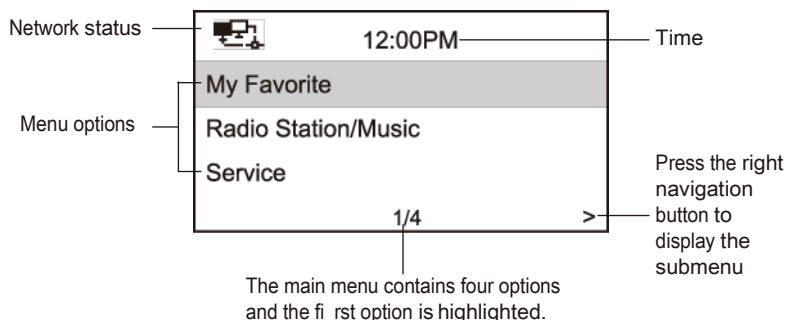 Network status
12:00PM
Time
My Favorite
Menu options
Radio Station/Music
Service
1/4
>
Press the right
navigation
button to
display the
submenu
The main menu contains four options
and the fi rst option is highlighted.